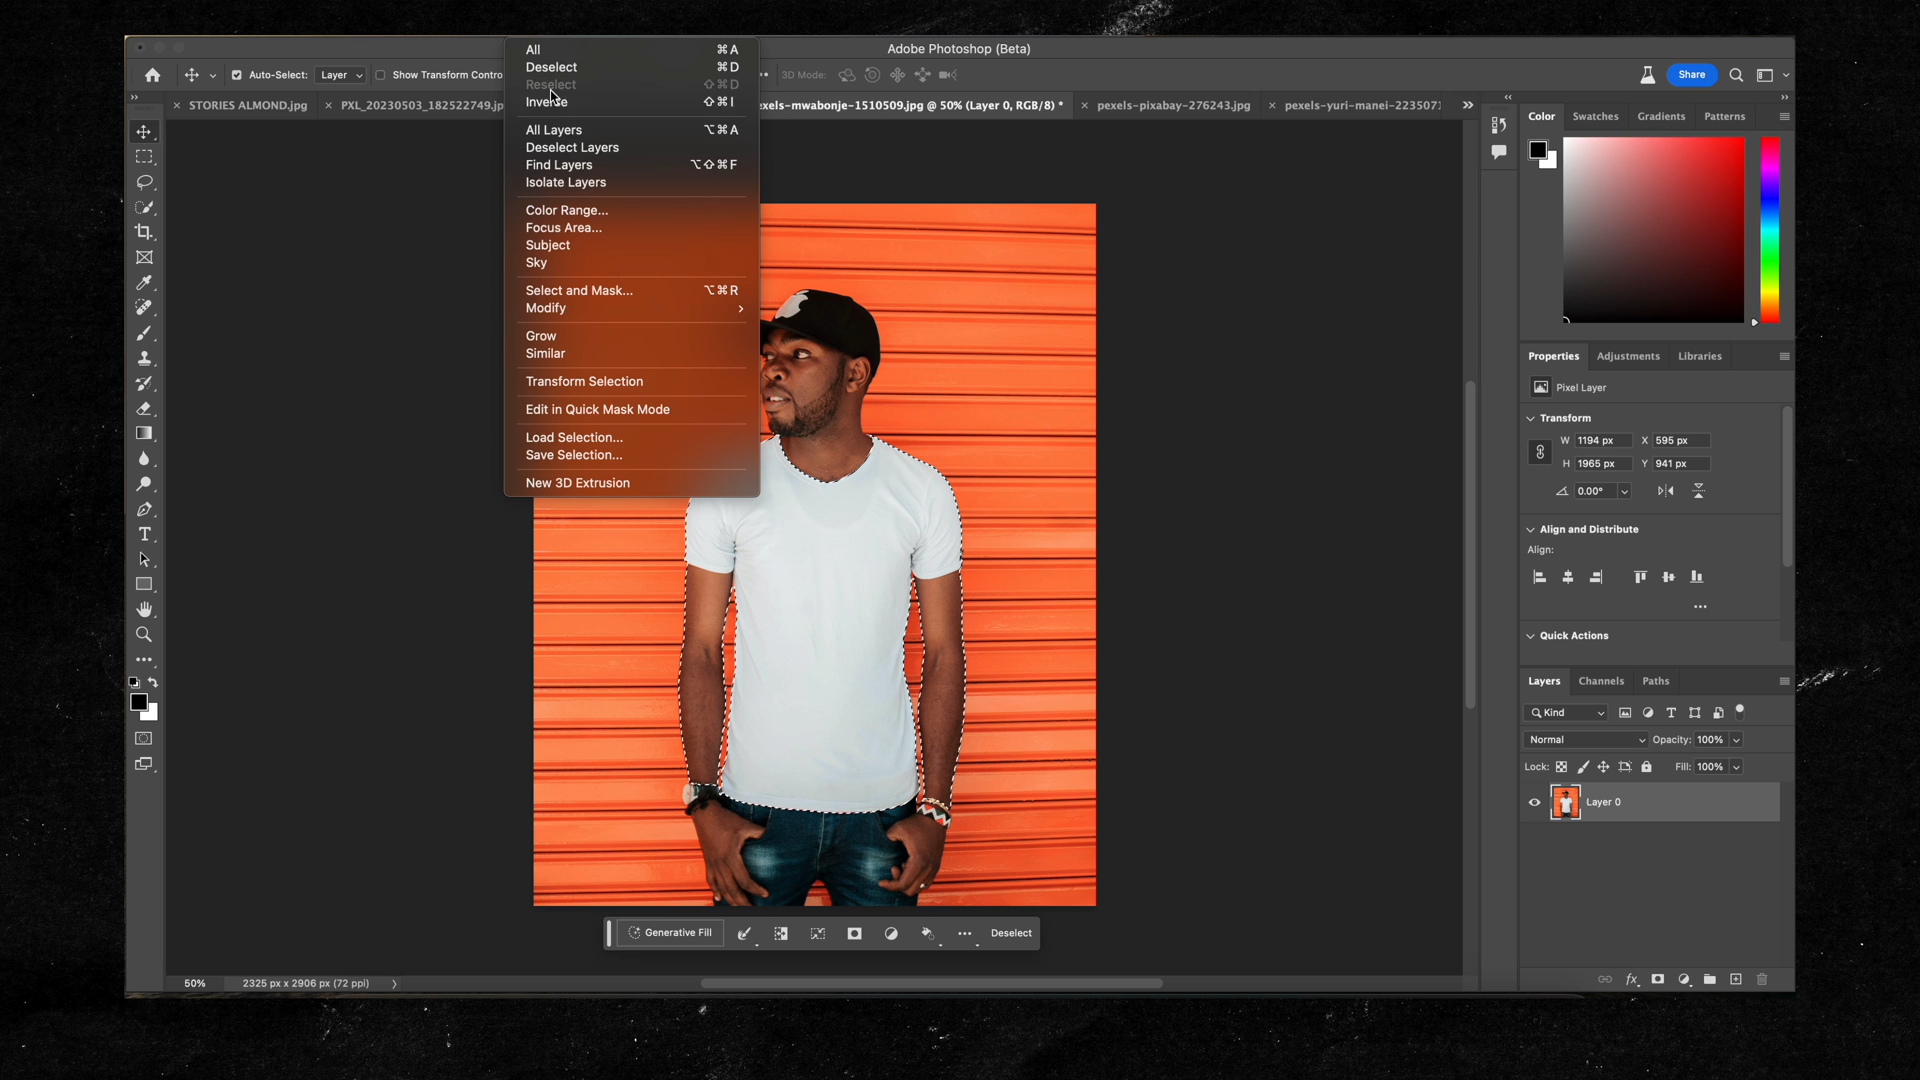 Adobe Photoshop (Beta)
Auto-Select: Layer Show Transform Contro
3D Mode:
Share
STORIES ALMOND.jpg
PXL_20230503_182522749.jp
exels-mwabonje-1510509.jpg @ 50% (Layer 0, RGB/8) *
pexels-pixabay-276243.jpg
pexels-yuri-manei-2235071
All ⌘A
Deselect ⌘D
Reselect ⇧⌘D
Inverse ⇧⌘I
All Layers ⌥⌘A
Deselect Layers
Find Layers ⌥⇧⌘F
Isolate Layers
Color Range...
Focus Area...
Subject
Sky
Select and Mask... ⌥⌘R
Modify
Grow
Similar
Transform Selection
Edit in Quick Mask Mode
Load Selection...
Save Selection...
New 3D Extrusion
Generative Fill
Deselect
50% 2325 px x 2906 px (72 ppi)
Color Swatches Gradients Patterns
Properties Adjustments Libraries
Pixel Layer
Transform
W 1194 px X 595 px
H 1965 px Y 941 px
0.00°
Align and Distribute
Align:
Quick Actions
Layers Channels Paths
Kind
Normal Opacity: 100%
Lock: Fill: 100%
Layer 0